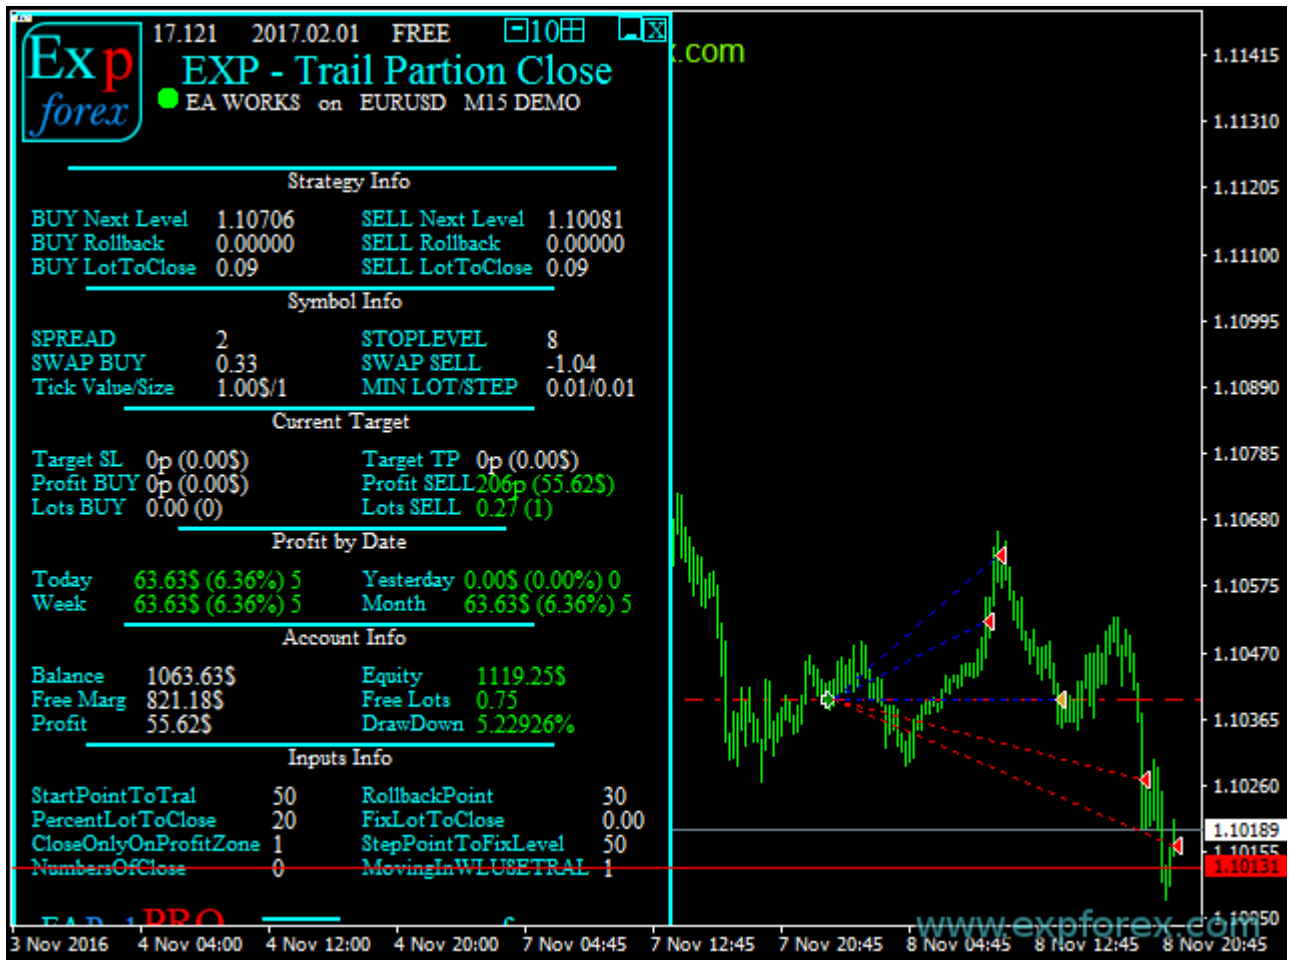 17.121 2017.02.01 FREE 10 X
Exp
forex
EXP - Trail Partion Close
EA WORKS on EURUSD M15 DEMO
.com
Strategy Info
BUY Next Level 1.10706 SELL Next Level 1.10081
BUY Rollback 0.00000 SELL Rollback 0.00000
BUY LotToClose 0.09 SELL LotToClose 0.09
Symbol Info
SPREAD 2 STOPLEVEL 8
SWAP BUY 0.33 SWAP SELL -1.04
Tick Value/Size 1.00$/1 MIN LOT/STEP 0.01/0.01
Current Target
Target SL 0p (0.00$) Target TP 0p (0.00$)
Profit BUY 0p (0.00$) Profit SELL 206p (55.62$)
Lots BUY 0.00 (0) Lots SELL 0.27 (1)
Profit by Date
Today 63.63$ (6.36%) 5 Yesterday 0.00$ (0.00%) 0
Week 63.63$ (6.36%) 5 Month 63.63$ (6.36%) 5
Account Info
Balance 1063.63$ Equity 1119.25$
Free Marg 821.18$ Free Lots 0.75
Profit 55.62$ DrawDown 5.22926%
Inputs Info
StartPointToTral 50 RollbackPoint 30
PercentLotToClose 20 FixLotToClose 0.00
CloseOnlyOnProfitZone 1 StepPointToFixLevel 50
NumbersOfClose 0 MovingInWLUSETRAL 1
PRO
1.11415
1.11310
1.11205
1.11100
1.10995
1.10890
1.10785
1.10680
1.10575
1.10470
1.10365
1.10260
1.10189
1.10155
1.10131
1.10050
www.expforex.com
3 Nov 2016 4 Nov 04:00 4 Nov 12:00 4 Nov 20:00 7 Nov 04:45 7 Nov 12:45 7 Nov 20:45 8 Nov 04:45 8 Nov 12:45 8 Nov 20:45